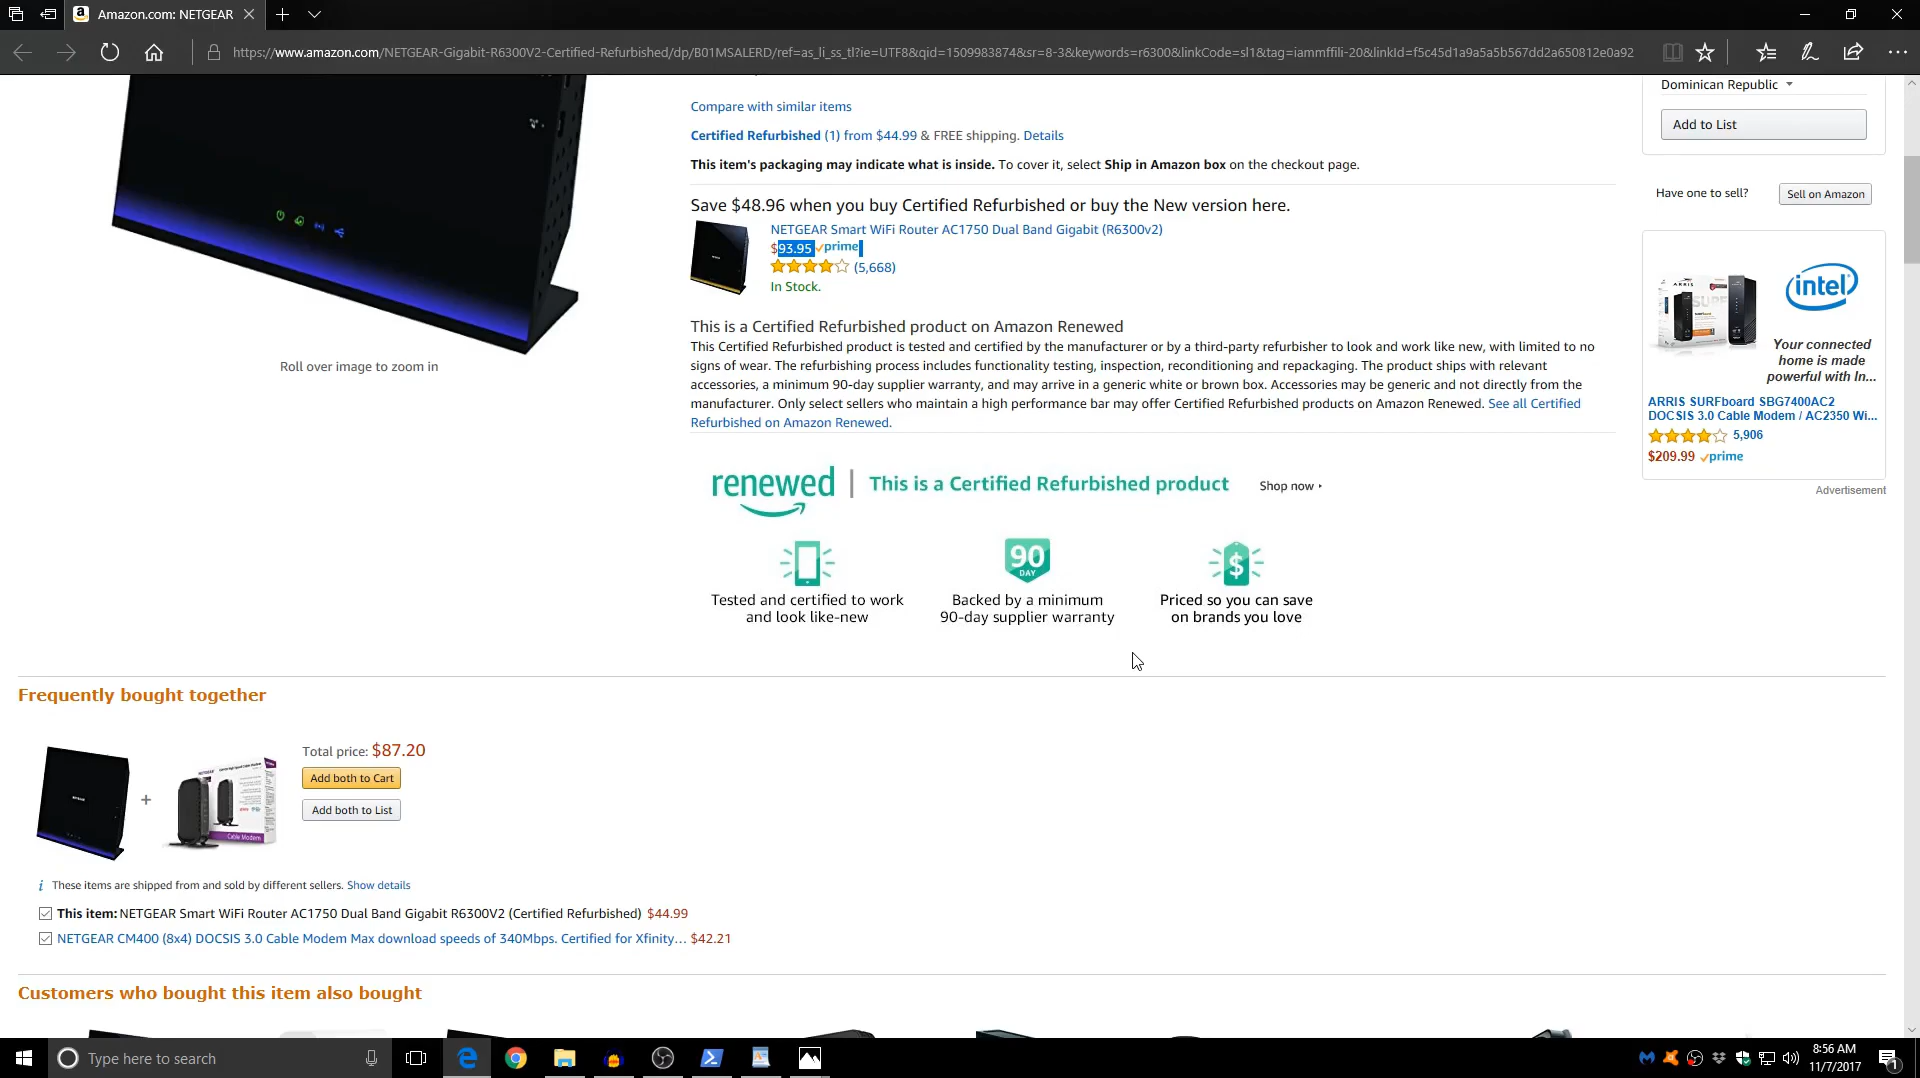 Amazon.com: NETGEAR
https://www.amazon.com/NETGEAR-Gigabit-R6300V2-Certified-Refurbished/dp/B01MSALERD/ref=as_li_ss_tl?ie=UTF8&qid=1509983874&sr=8-3&keywords=r6300&linkCode=sl1&tag=iammffili-20&linkId=f5c45d1a9a5a5b567dd2a650812e0a92
Dominican Republic
Add to List
Have one to sell?
Sell on Amazon
Compare with similar items
Certified Refurbished (1) from $44.99 & FREE shipping. Details
This item's packaging may indicate what is inside. To cover it, select Ship in Amazon box on the checkout page.
Save $48.96 when you buy Certified Refurbished or buy the New version here.
NETGEAR Smart WiFi Router AC1750 Dual Band Gigabit (R6300v2)
$93.95 prime
(5,668)
In Stock.
Roll over image to zoom in
This is a Certified Refurbished product on Amazon Renewed
This Certified Refurbished product is tested and certified by the manufacturer or by a third-party refurbisher to look and work like new, with limited to no
signs of wear. The refurbishing process includes functionality testing, inspection, reconditioning and repackaging. The product ships with relevant
accessories, a minimum 90-day supplier warranty, and may arrive in a generic white or brown box. Accessories may be generic and not directly from the
manufacturer. Only select sellers who maintain a high performance bar may offer Certified Refurbished products on Amazon Renewed. See all Certified
Refurbished on Amazon Renewed.
intel
Your connected
home is made
powerful with In...
ARRIS SURFboard SBG7400AC2
DOCSIS 3.0 Cable Modem / AC2350 Wi...
5,906
$209.99 prime
Advertisement
renewed | This is a Certified Refurbished product Shop now
90
DAY
$
Tested and certified to work
and look like-new
Backed by a minimum
90-day supplier warranty
Priced so you can save
on brands you love
Frequently bought together
+
Cable Modem
Total price: $87.20
Add both to Cart
Add both to List
These items are shipped from and sold by different sellers. Show details
This item: NETGEAR Smart WiFi Router AC1750 Dual Band Gigabit R6300V2 (Certified Refurbished) $44.99
NETGEAR CM400 (8x4) DOCSIS 3.0 Cable Modem Max download speeds of 340Mbps. Certified for Xfinity… $42.21
Customers who bought this item also bought
Type here to search
8:56 AM
11/7/2017
1